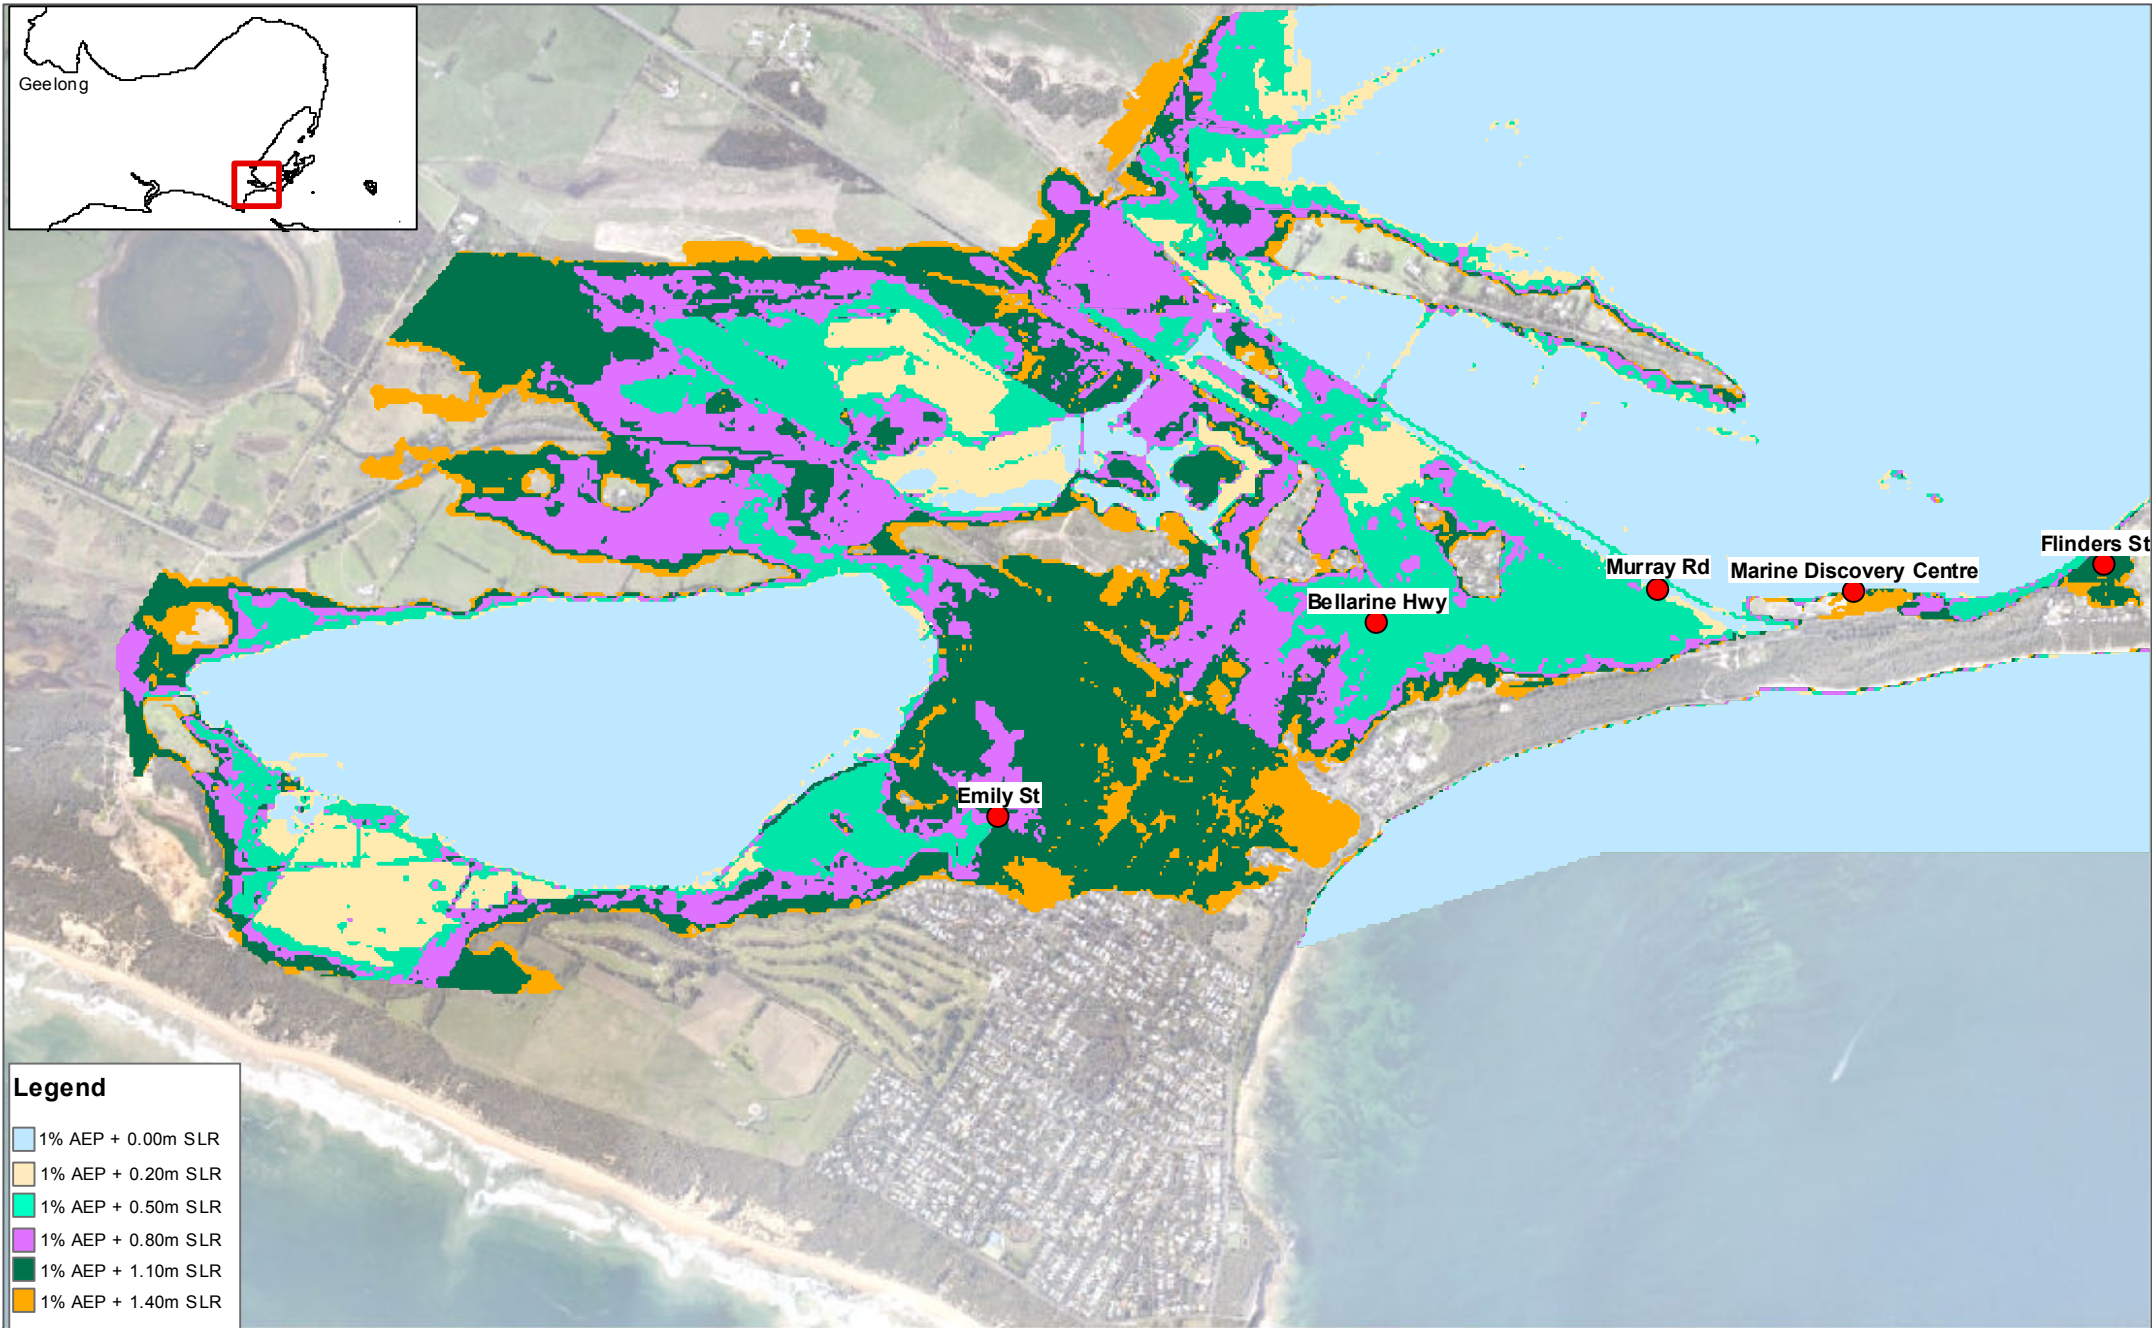 Geelong
Flinders St
Murray Rd
Marine Discovery Centre
Bellarine Hwy
Emily St
Legend
1% AEP + 0.00m SLR
1% AEP + 0.20m SLR
1% AEP + 0.50m SLR
1% AEP + 0.80m SLR
1% AEP + 1.10m SLR
1% AEP + 1.40m SLR